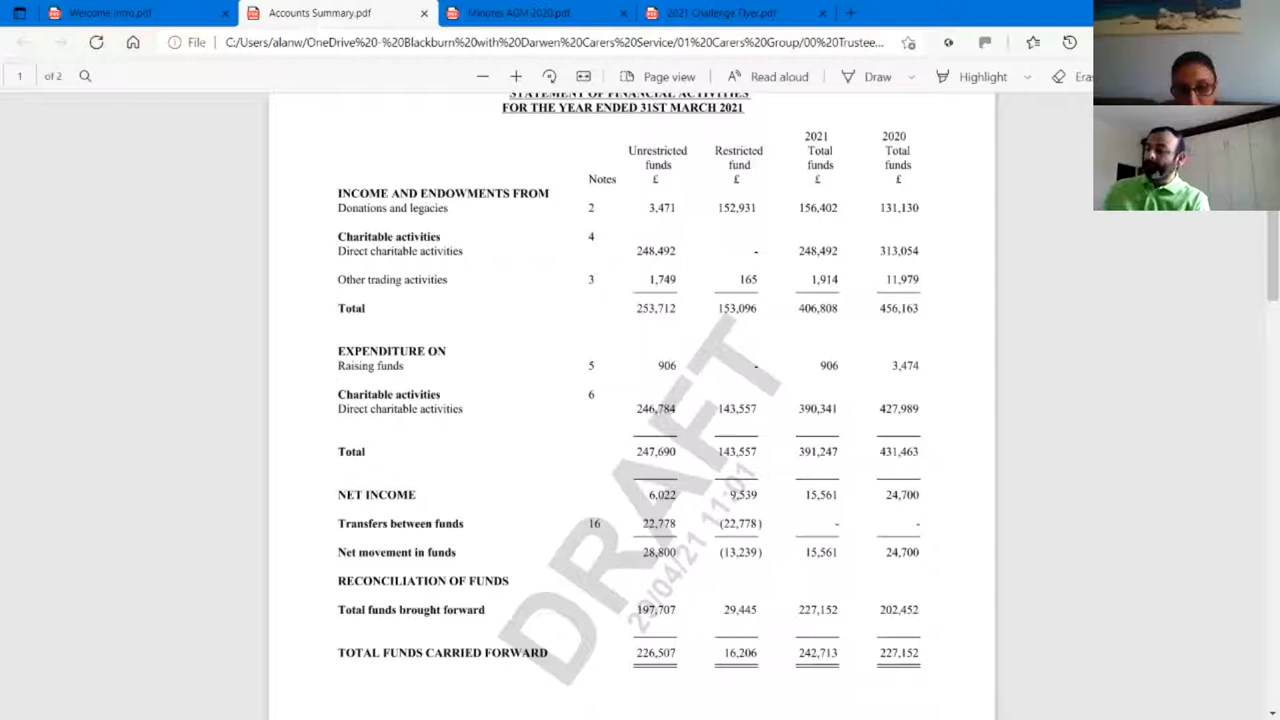 Welcome intro.pdf
Accounts Summary.pdf
Minutes AGM 2020.pdf
2021 Challenge Flyer.pdf
File C:/Users/alanw/OneDrive%20-%20Blackburn%20with%20Darwen%20Carers%20Service/01%20Carers%20Group/00%20Trustee...
1 of 2 Page view Read aloud Draw Highlight Eras
STATEMENT OF FINANCIAL ACTIVITIES
FOR THE YEAR ENDED 31ST MARCH 2021
2021 2020
Unrestricted Restricted Total Total
funds fund funds funds
Notes £ £ £ £
INCOME AND ENDOWMENTS FROM
Donations and legacies 2 3,471 152,931 156,402 131,130
Charitable activities 4
Direct charitable activities 248,492 - 248,492 313,054
Other trading activities 3 1,749 165 1,914 11,979
Total 253,712 153,096 406,808 456,163
EXPENDITURE ON
Raising funds 5 906 - 906 3,474
Charitable activities 6
Direct charitable activities 246,784 143,557 390,341 427,989
Total 247,690 143,557 391,247 431,463
NET INCOME 6,022 9,539 15,561 24,700
Transfers between funds 16 22,778 (22,778) - -
Net movement in funds 28,800 (13,239) 15,561 24,700
RECONCILIATION OF FUNDS
Total funds brought forward 197,707 29,445 227,152 202,452
TOTAL FUNDS CARRIED FORWARD 226,507 16,206 242,713 227,152
DRAFT
29/04/21 11:01